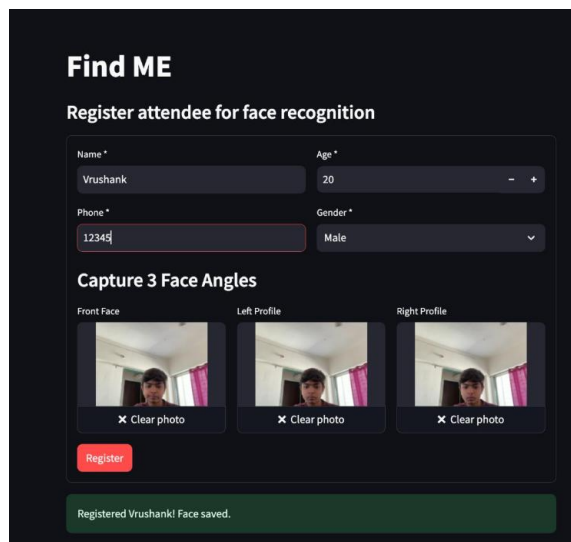 Find ME
Register attendee for face recognition
Name * Age *
Vrushank 20 - +
Phone * Gender *
12345 Male
Capture 3 Face Angles
Front Face Left Profile Right Profile
× Clear photo × Clear photo × Clear photo
Register
Registered Vrushank! Face saved.